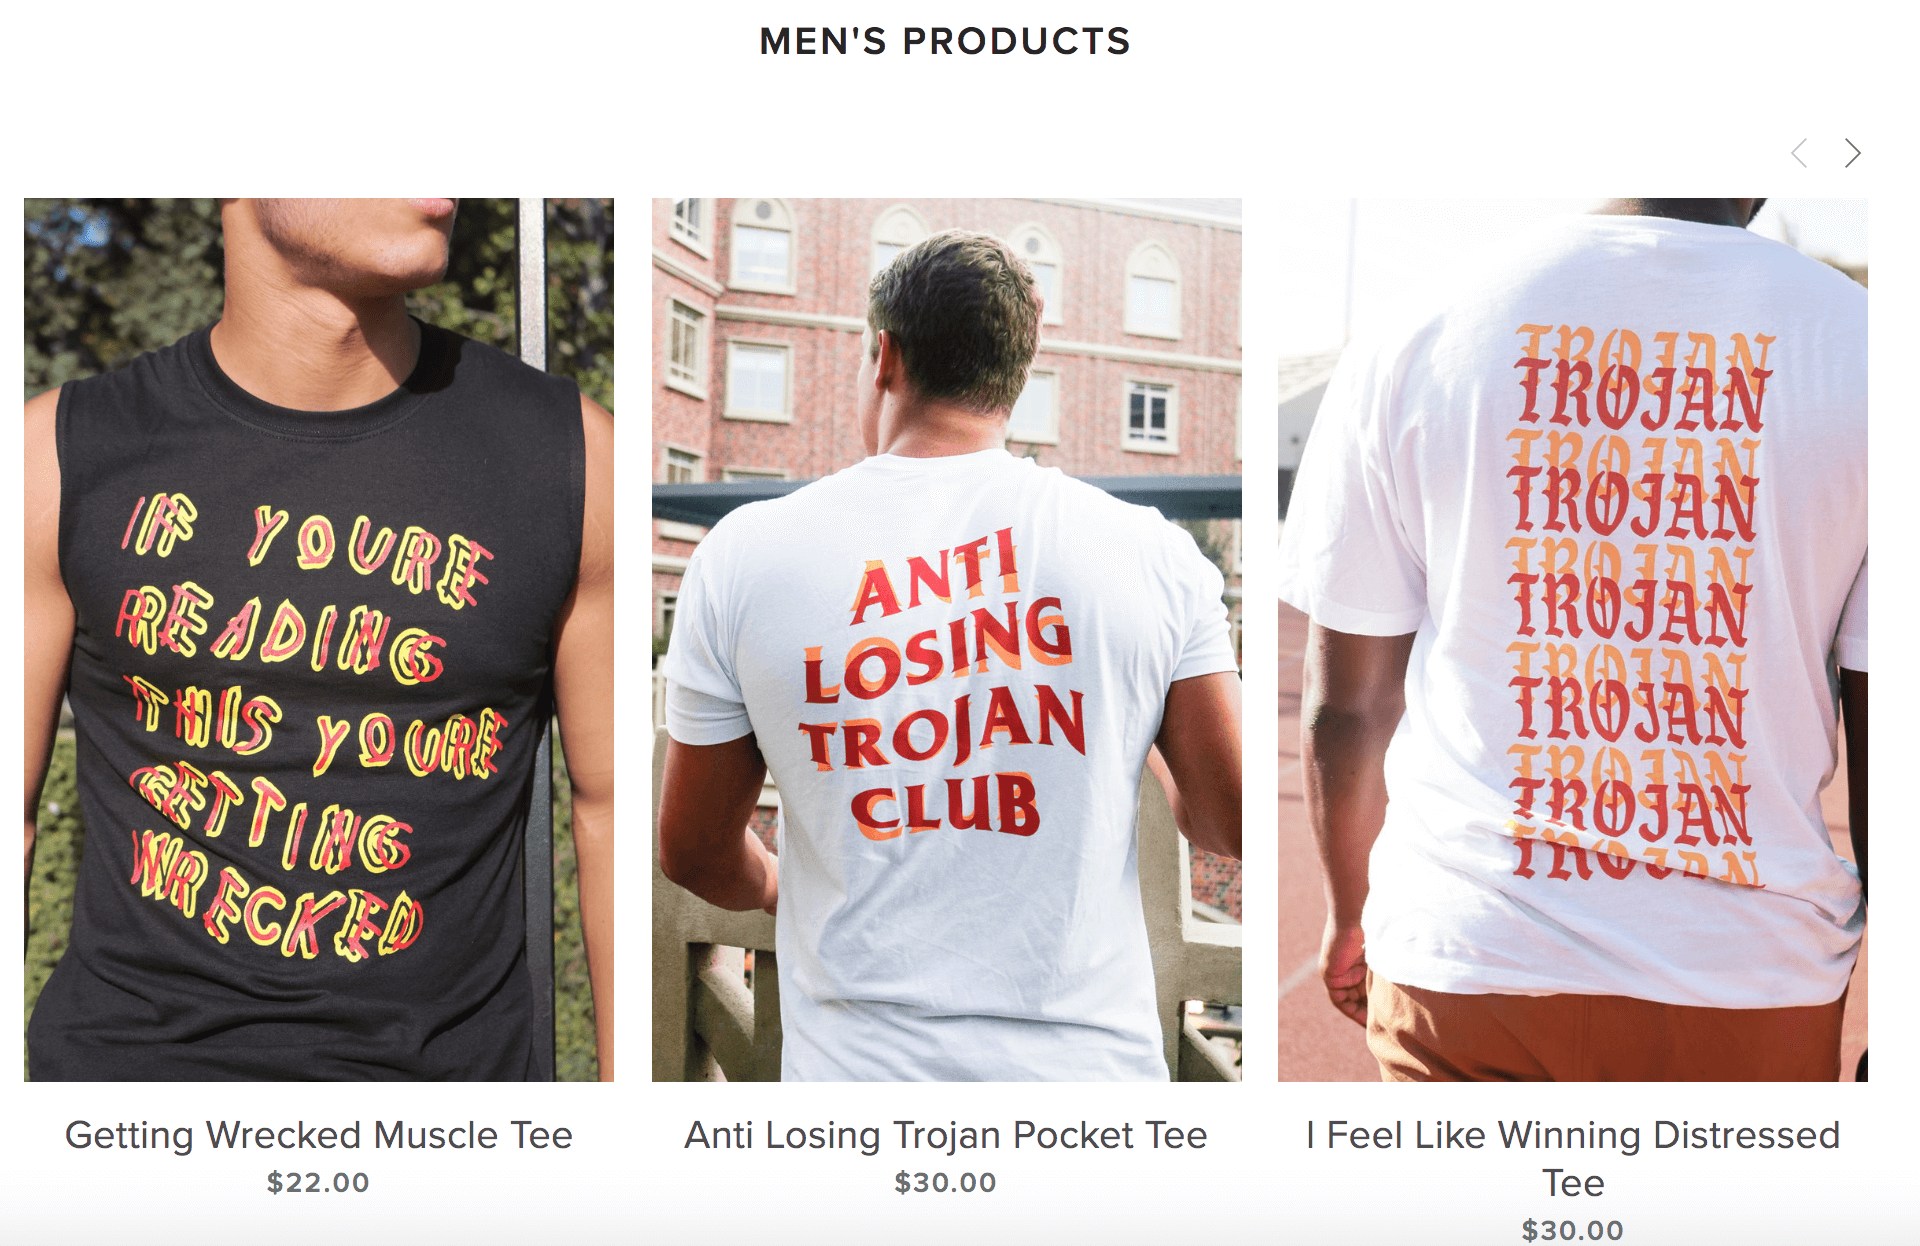 MEN'S PRODUCTS
IF YOURE
READING
THIS YOURE
GETTING
WRECKED
ANTI
LOSING
TROJAN
CLUB
TROJAN
TROJAN
TROJAN
TROJAN
TROJAN
TROJAN
TROJAN
TROJAN
TROJAN
TROJAN
TROJAN
TROJAN
Getting Wrecked Muscle Tee
$22.00
Anti Losing Trojan Pocket Tee
$30.00
I Feel Like Winning Distressed
Tee
$30.00